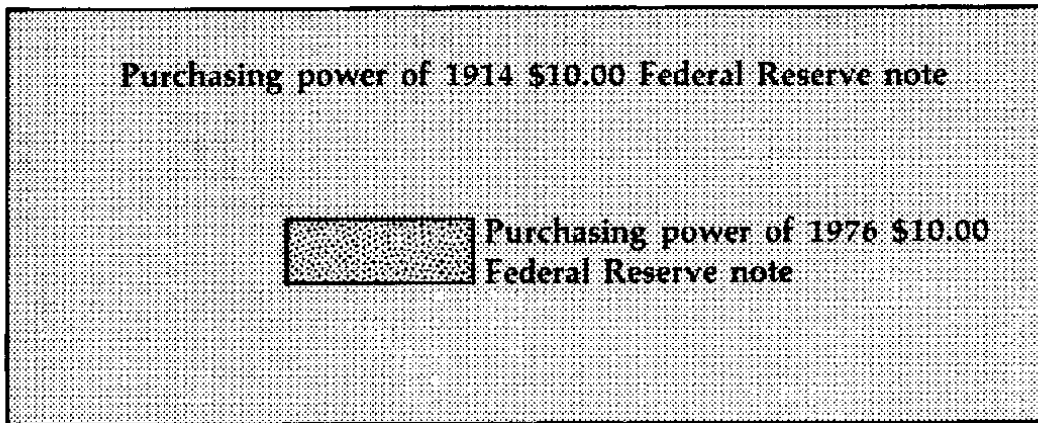 Purchasing power of 1914 $10.00 Federal Reserve note
Purchasing power of 1976 $10.00
Federal Reserve note